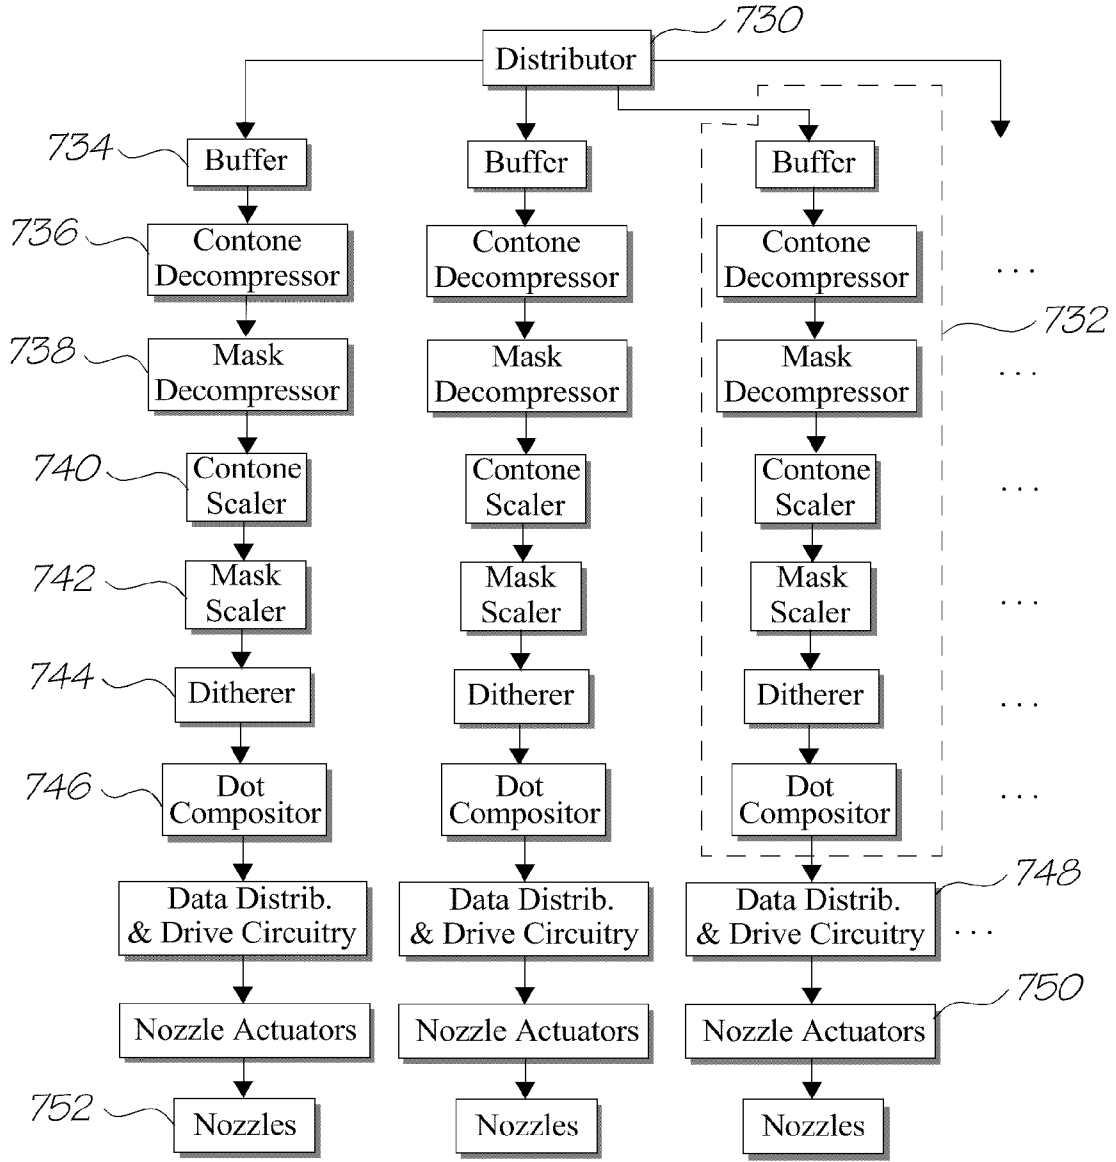 730
Distributor
734
Buffer
Buffer
Buffer
736
Contone
Decompressor
Contone
Decompressor
Contone
Decompressor
...
732
738
Mask
Decompressor
Mask
Decompressor
Mask
Decompressor
...
740
Contone
Scaler
Contone
Scaler
Contone
Scaler
...
742
Mask
Scaler
Mask
Scaler
Mask
Scaler
...
744
Ditherer
Ditherer
Ditherer
...
746
Dot
Compositor
Dot
Compositor
Dot
Compositor
...
748
Data Distrib.
& Drive Circuitry
Data Distrib.
& Drive Circuitry
Data Distrib.
& Drive Circuitry
...
750
Nozzle Actuators
Nozzle Actuators
Nozzle Actuators
752
Nozzles
Nozzles
Nozzles